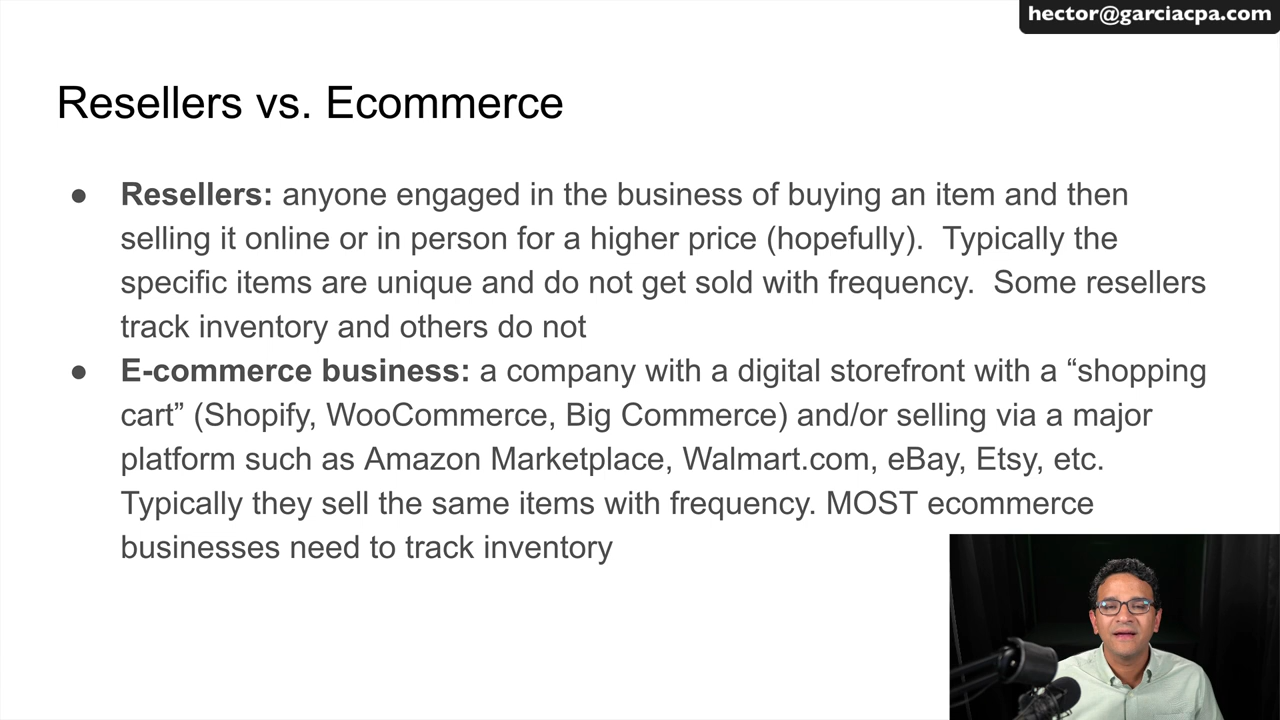 hector@garciacpa.com
Resellers vs. Ecommerce
● Resellers: anyone engaged in the business of buying an item and then
selling it online or in person for a higher price (hopefully).  Typically the
specific items are unique and do not get sold with frequency.  Some resellers
track inventory and others do not
● E-commerce business: a company with a digital storefront with a “shopping
cart” (Shopify, WooCommerce, Big Commerce) and/or selling via a major
platform such as Amazon Marketplace, Walmart.com, eBay, Etsy, etc.
Typically they sell the same items with frequency. MOST ecommerce
businesses need to track inventory